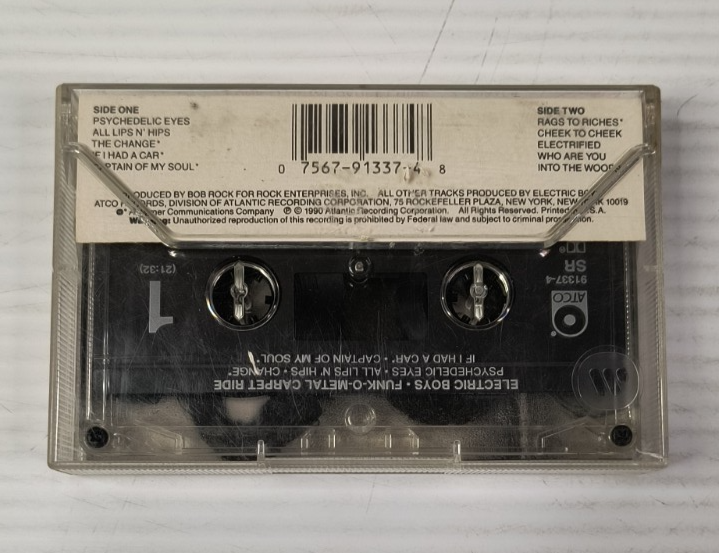 SIDE ONE
PSYCHEDELIC EYES
ALL LIPS N' HIPS
THE CHANGE*
IF I HAD A CAR*
CAPTAIN OF MY SOUL*
0 7567-91337-4 8
SIDE TWO
RAGS TO RICHES*
CHEEK TO CHEEK
ELECTRIFIED
WHO ARE YOU
INTO THE WOODS
PRODUCED BY BOB ROCK FOR ROCK ENTERPRISES, INC. ALL OTHER TRACKS PRODUCED BY ELECTRIC BOYS
ATCO RECORDS, DIVISION OF ATLANTIC RECORDING CORPORATION, 75 ROCKEFELLER PLAZA, NEW YORK, NEW YORK 10019
A Warner Communications Company ℗ © 1990 Atlantic Recording Corporation. All Rights Reserved. Printed in U.S.A.
WARNING: Unauthorized reproduction of this recording is prohibited by Federal law and subject to criminal prosecution.
ELECTRIC BOYS • FUNK-O-METAL CARPET RIDE
PSYCHEDELIC EYES • ALL LIPS N' HIPS • CHANGE*
IF I HAD A CAR* • CAPTAIN OF MY SOUL*
1
(21:32)
ATCO
91337-4
SR